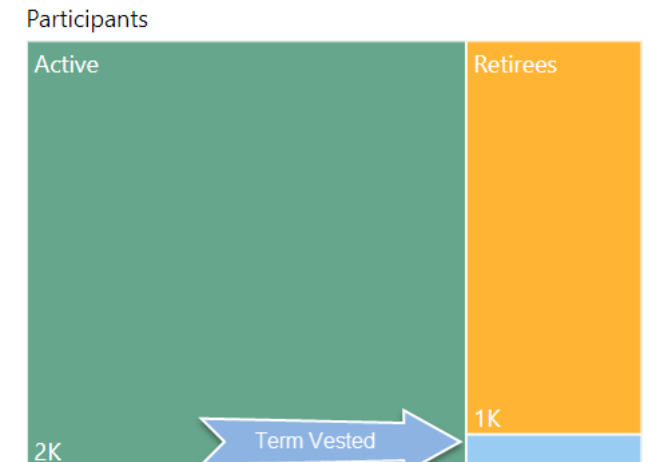 Participants
Active
Retirees
1K
Term Vested
2K